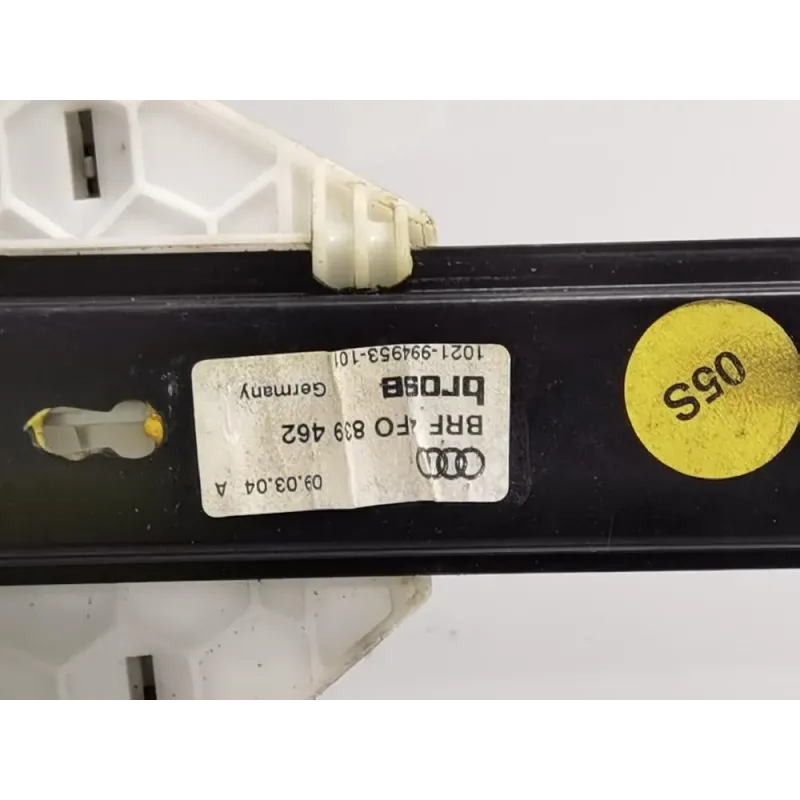 09.03.04 A
BRF 4F0 839 462
brose Germany
1021-994953-101
05S